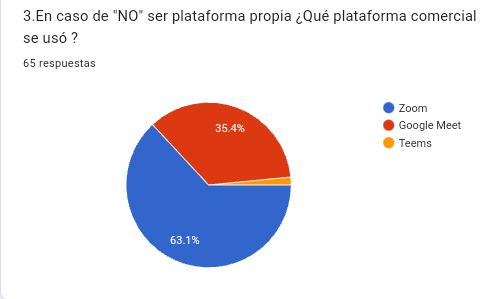 3.En caso de "NO" ser plataforma propia ¿Qué plataforma comercial
se usó ?
65 respuestas
Zoom
Google Meet
Teems
35.4%
63.1%